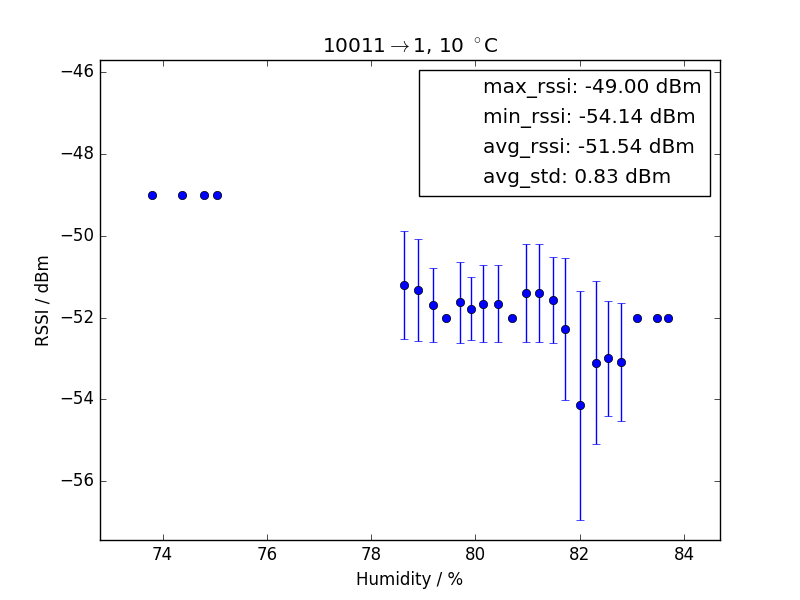 10011→1, 10 °C
max_rssi: -49.00 dBm
min_rssi: -54.14 dBm
avg_rssi: -51.54 dBm
avg_std: 0.83 dBm
RSSI / dBm
−46
−48
−50
−52
−54
−56
74 76 78 80 82 84
Humidity / %